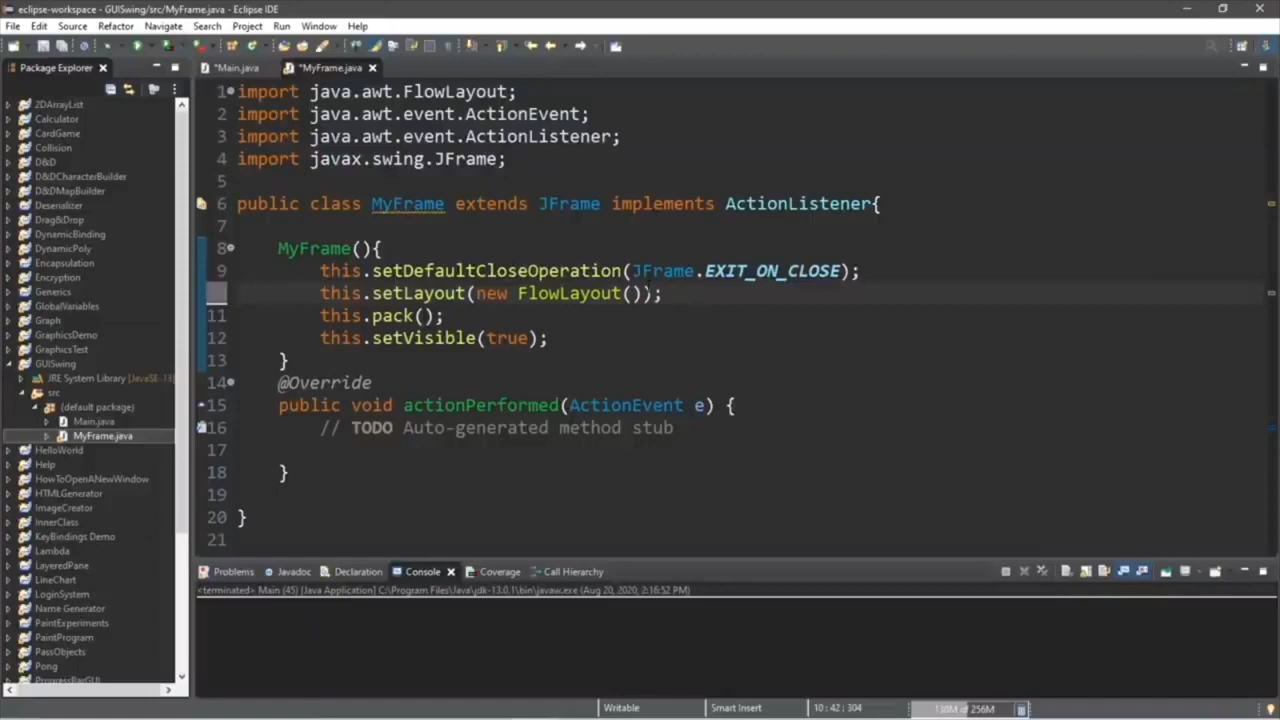 eclipse-workspace - GUISwing/src/MyFrame.java - Eclipse IDE
File Edit Source Refactor Navigate Search Project Run Window Help
Package Explorer
*Main.java
*MyFrame.java
2DArrayList
Calculator
CardGame
Collision
D&D
D&DCharacterBuilder
D&DMapBuilder
Deserializer
Drag&Drop
DynamicBinding
DynamicPoly
Encapsulation
Encryption
Generics
GlobalVariables
Graph
GraphicsDemo
GraphicsTest
GUISwing
JRE System Library [JavaSE-13]
src
(default package)
Main.java
MyFrame.java
HelloWorld
Help
HowToOpenANewWindow
HTMLGenerator
ImageCreator
InnerClass
KeyBindings Demo
Lambda
LayeredPane
LineChart
LoginSystem
Name Generator
PaintExperiments
PaintProgram
PassObjects
Pong
ProgressBarGUI
1 import java.awt.FlowLayout;
2 import java.awt.event.ActionEvent;
3 import java.awt.event.ActionListener;
4 import javax.swing.JFrame;
5
6 public class MyFrame extends JFrame implements ActionListener{
7
8 MyFrame(){
9 this.setDefaultCloseOperation(JFrame.EXIT_ON_CLOSE);
this.setLayout(new FlowLayout());
11 this.pack();
12 this.setVisible(true);
13 }
14 @Override
15 public void actionPerformed(ActionEvent e) {
16 // TODO Auto-generated method stub
17
18 }
19
20 }
21
Problems Javadoc Declaration Console Coverage Call Hierarchy
<terminated> Main (45) [Java Application] C:\Program Files\Java\jdk-13.0.1\bin\javaw.exe (Aug 20, 2020, 2:16:52 PM)
Writable Smart Insert 10 : 42 : 304 130M of 256M